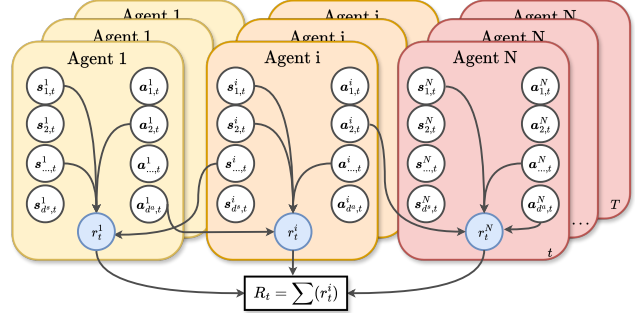 Agent 1 Agent i Agent N
Agent 1 Agent i Agent N
Agent 1 Agent i Agent N
$s^1_{1,t}$ $a^1_{1,t}$ $s^i_{1,t}$ $a^i_{1,t}$ $s^N_{1,t}$ $a^N_{1,t}$
$s^1_{2,t}$ $a^1_{2,t}$ $s^i_{2,t}$ $a^i_{2,t}$ $s^N_{2,t}$ $a^N_{2,t}$
$s^1_{...,t}$ $a^1_{...,t}$ $s^i_{...,t}$ $a^i_{...,t}$ $s^N_{...,t}$ $a^N_{...,t}$
$s^1_{d^s,t}$ $a^1_{d^a,t}$ $s^i_{d^s,t}$ $a^i_{d^a,t}$ $s^N_{d^s,t}$ $a^N_{d^a,t}$ T
$r^1_t$ $r^i_t$ $r^N_t$ ...
t
$R_t = \sum(r^i_t)$